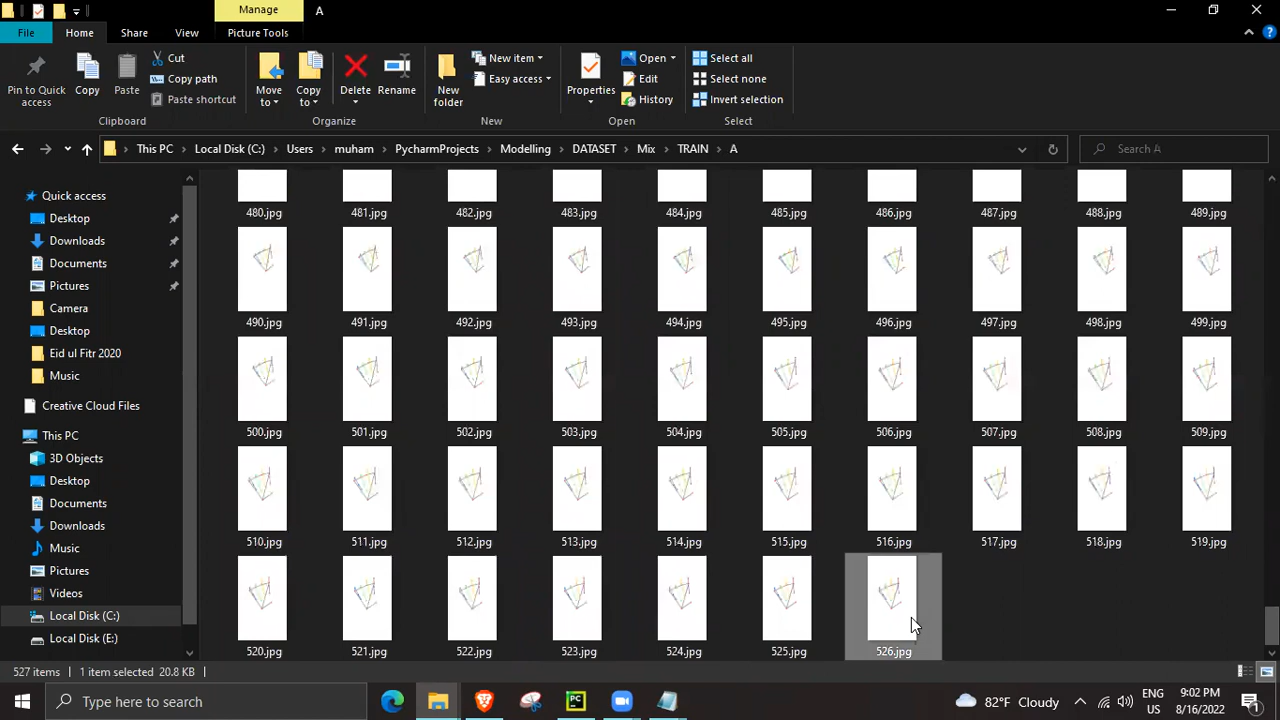 Manage
A
File
Home
Share
View
Picture Tools
Pin to Quick access
Copy
Paste
Cut
Copy path
Paste shortcut
Clipboard
Move to
Copy to
Delete
Rename
Organize
New folder
New item
Easy access
New
Properties
Open
Edit
History
Open
Select all
Select none
Invert selection
Select
This PC > Local Disk (C:) > Users > muham > PycharmProjects > Modelling > DATASET > Mix > TRAIN > A
Search A
Quick access
Desktop
Downloads
Documents
Pictures
Camera
Desktop
Eid ul Fitr 2020
Music
Creative Cloud Files
This PC
3D Objects
Desktop
Documents
Downloads
Music
Pictures
Videos
Local Disk (C:)
Local Disk (E:)
480.jpg 481.jpg 482.jpg 483.jpg 484.jpg 485.jpg 486.jpg 487.jpg 488.jpg 489.jpg
490.jpg 491.jpg 492.jpg 493.jpg 494.jpg 495.jpg 496.jpg 497.jpg 498.jpg 499.jpg
500.jpg 501.jpg 502.jpg 503.jpg 504.jpg 505.jpg 506.jpg 507.jpg 508.jpg 509.jpg
510.jpg 511.jpg 512.jpg 513.jpg 514.jpg 515.jpg 516.jpg 517.jpg 518.jpg 519.jpg
520.jpg 521.jpg 522.jpg 523.jpg 524.jpg 525.jpg 526.jpg
527 items 1 item selected 20.8 KB
Type here to search
PC
82°F Cloudy
ENG
US
9:02 PM
8/16/2022
1